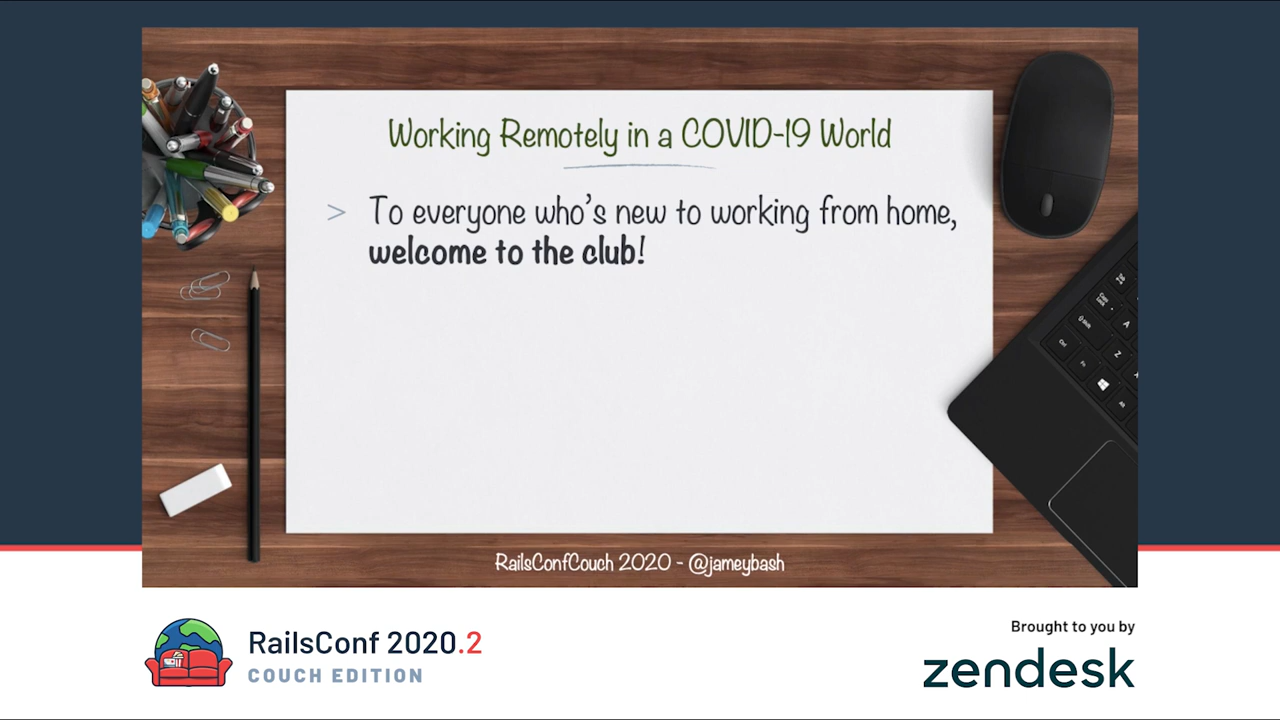 Working Remotely in a COVID-19 World
> To everyone who's new to working from home,
welcome to the club!
RailsConfCouch 2020 - @jameybash
RailsConf 2020.2
COUCH EDITION
Brought to you by
zendesk